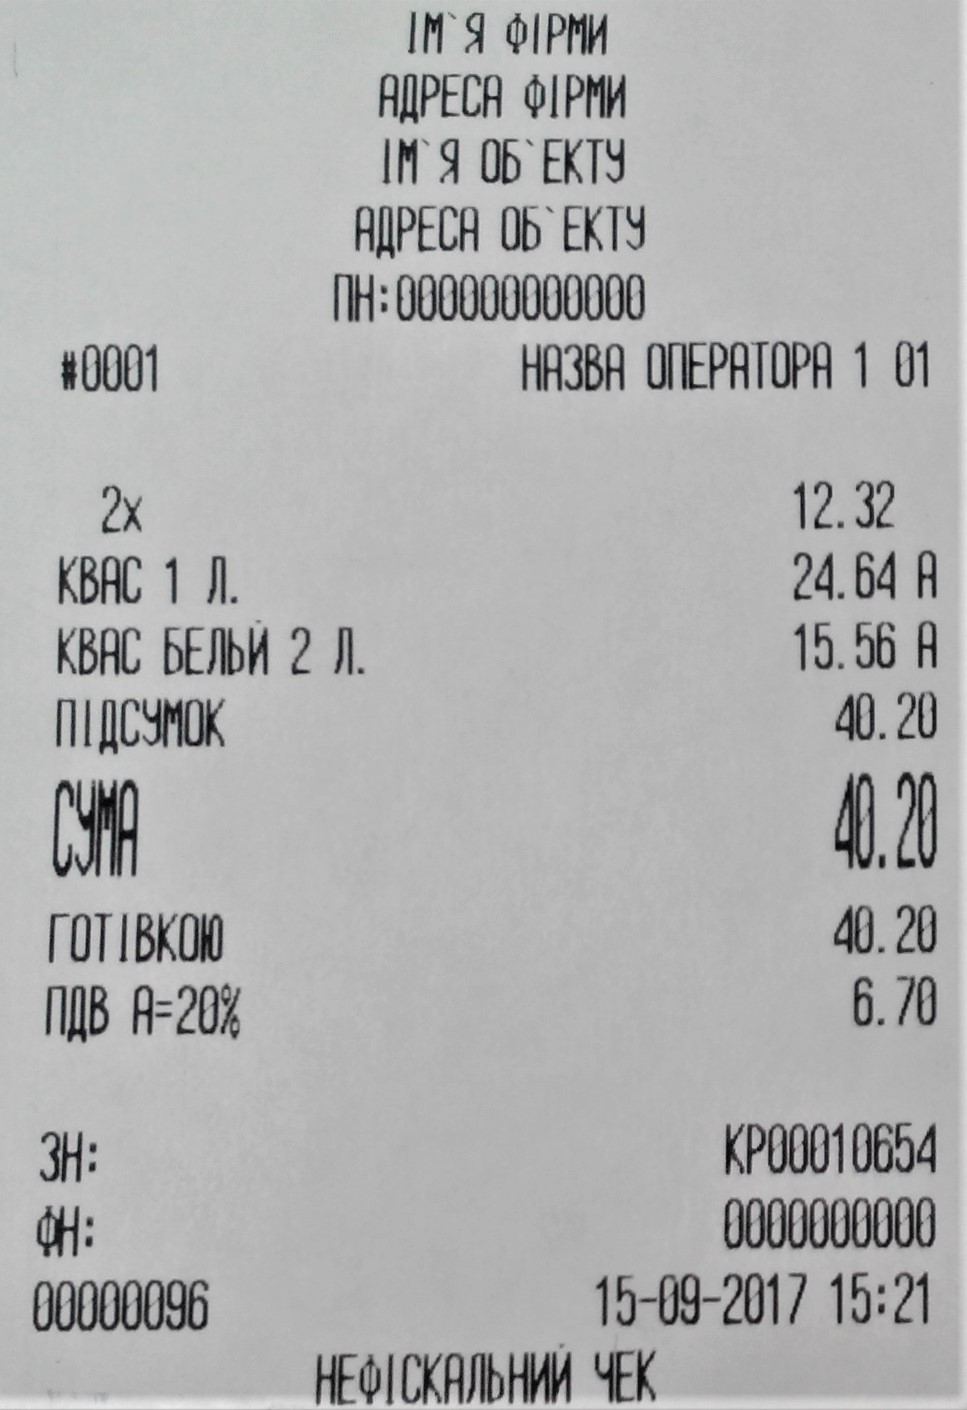 ІМ`Я ФІРМИ
АДРЕСА ФІРМИ
ІМ`Я ОБ`ЕКТУ
АДРЕСА ОБ`ЕКТУ
ПН:000000000000
#0001 НАЗВА ОПЕРАТОРА 1 01
2x 12.32
КВАС 1 Л. 24.64 А
КВАС БЕЛЬЙ 2 Л. 15.56 А
ПІДСУМОК 40.20
СУМА 40.20
ГОТІВКОЮ 40.20
ПДВ А=20% 6.70
ЗН: КР00010654
ФН: 0000000000
00000096 15-09-2017 15:21
НЕФІСКАЛЬНИЙ ЧЕК